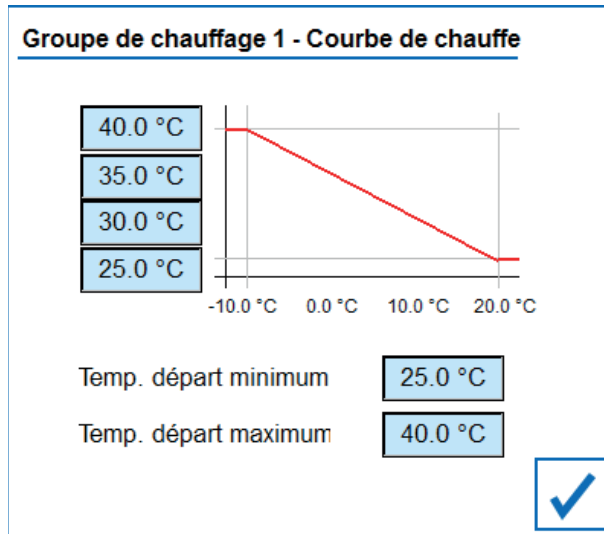 Groupe de chauffage 1 - Courbe de chauffe
40.0 °C
35.0 °C
30.0 °C
25.0 °C
-10.0 °C 0.0 °C 10.0 °C 20.0 °C
Temp. départ minimum 25.0 °C
Temp. départ maximum 40.0 °C